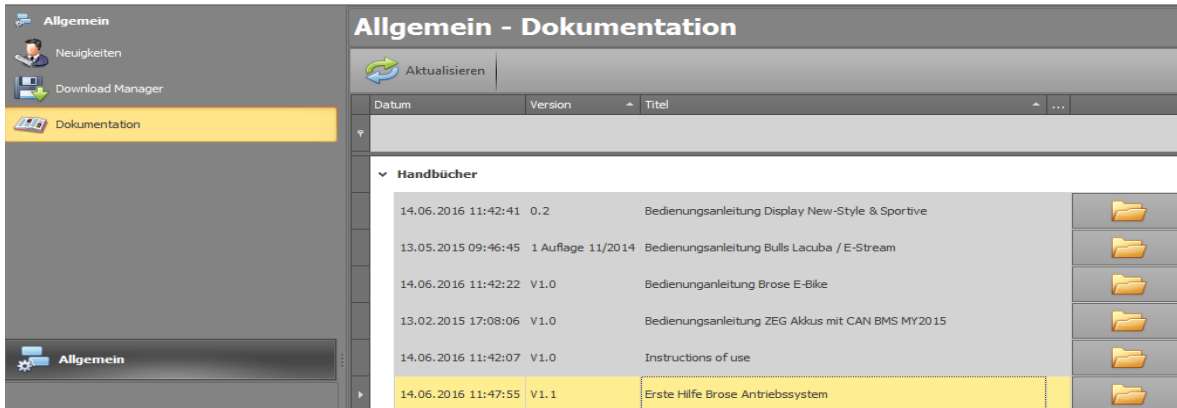 Allgemein
Neuigkeiten
Download Manager
Dokumentation
Allgemein
Allgemein - Dokumentation
Aktualisieren
Datum Version Titel ...
Handbücher
14.06.2016 11:42:41 0.2 Bedienungsanleitung Display New-Style & Sportive
13.05.2015 09:46:45 1 Auflage 11/2014 Bedienungsanleitung Bulls Lacuba / E-Stream
14.06.2016 11:42:22 V1.0 Bedienunganleitung Brose E-Bike
13.02.2015 17:08:06 V1.0 Bedienungsanleitung ZEG Akkus mit CAN BMS MY2015
14.06.2016 11:42:07 V1.0 Instructions of use
14.06.2016 11:47:55 V1.1 Erste Hilfe Brose Antriebssystem